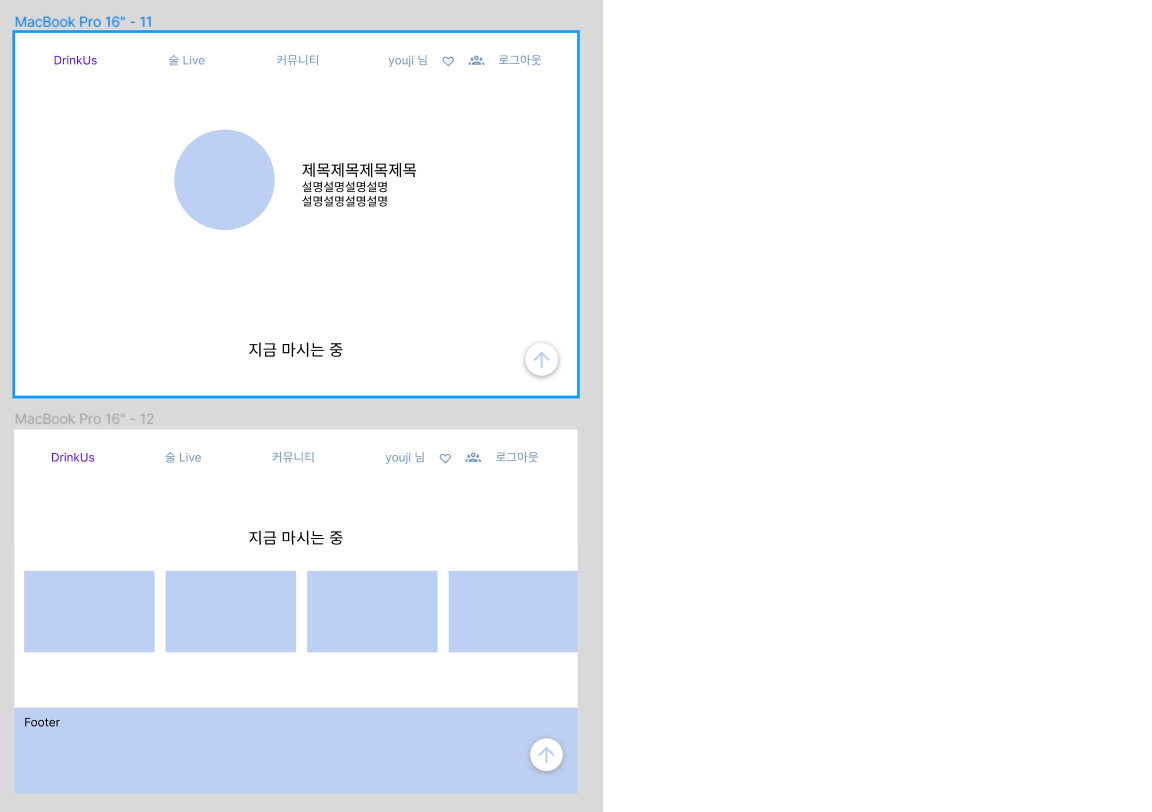 MacBook Pro 16" - 11
DrinkUs 술 Live 커뮤니티 youji 님 로그아웃
제목제목제목제목
설명설명설명설명
설명설명설명설명
지금 마시는 중
MacBook Pro 16" - 12
DrinkUs 술 Live 커뮤니티 youji 님 로그아웃
지금 마시는 중
Footer